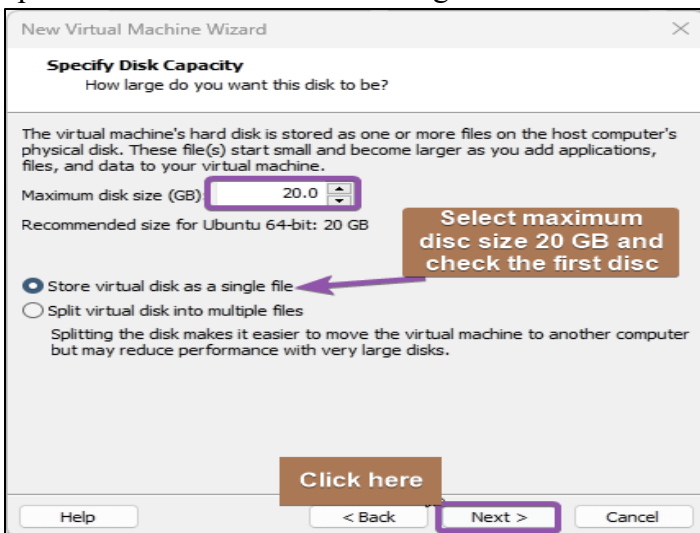 New Virtual Machine Wizard
Specify Disk Capacity
How large do you want this disk to be?
The virtual machine's hard disk is stored as one or more files on the host computer's
physical disk. These file(s) start small and become larger as you add applications,
files, and data to your virtual machine.
Maximum disk size (GB): 20.0
Recommended size for Ubuntu 64-bit: 20 GB
Select maximum
disc size 20 GB and
check the first disc
Store virtual disk as a single file
Split virtual disk into multiple files
Splitting the disk makes it easier to move the virtual machine to another computer
but may reduce performance with very large disks.
Click here
Help < Back Next > Cancel